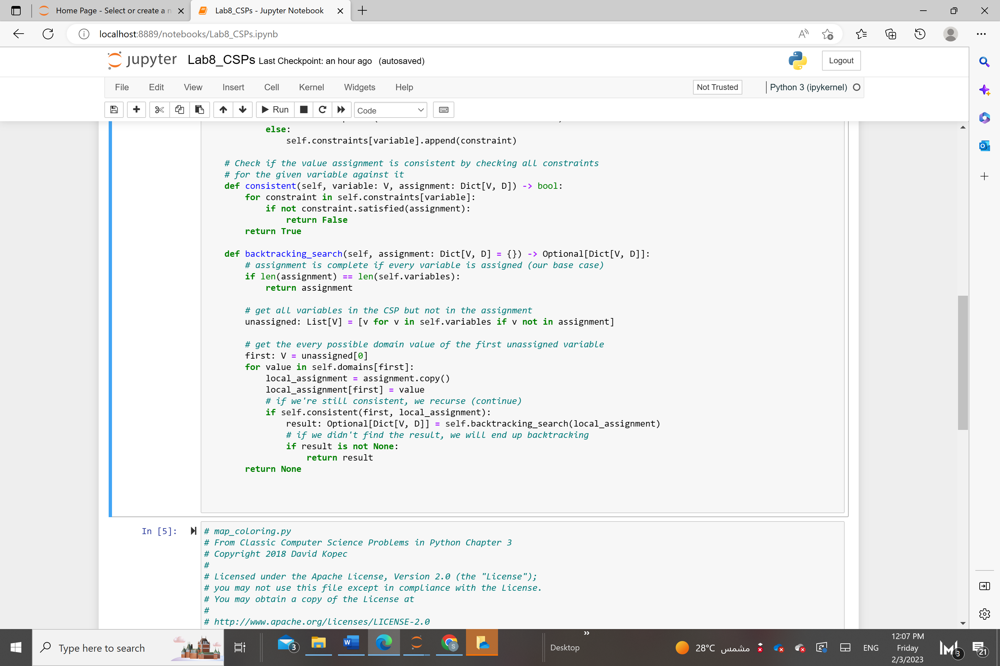 Home Page - Select or create a n
Lab8_CSPs - Jupyter Notebook
localhost:8889/notebooks/Lab8_CSPs.ipynb
jupyter Lab8_CSPs Last Checkpoint: an hour ago (autosaved)
Logout
File Edit View Insert Cell Kernel Widgets Help
Not Trusted
Python 3 (ipykernel)
Run
Code
else:
self.constraints[variable].append(constraint)
# Check if the value assignment is consistent by checking all constraints
# for the given variable against it
def consistent(self, variable: V, assignment: Dict[V, D]) -> bool:
for constraint in self.constraints[variable]:
if not constraint.satisfied(assignment):
return False
return True
def backtracking_search(self, assignment: Dict[V, D] = {}) -> Optional[Dict[V, D]]:
# assignment is complete if every variable is assigned (our base case)
if len(assignment) == len(self.variables):
return assignment
# get all variables in the CSP but not in the assignment
unassigned: List[V] = [v for v in self.variables if v not in assignment]
# get the every possible domain value of the first unassigned variable
first: V = unassigned[0]
for value in self.domains[first]:
local_assignment = assignment.copy()
local_assignment[first] = value
# if we're still consistent, we recurse (continue)
if self.consistent(first, local_assignment):
result: Optional[Dict[V, D]] = self.backtracking_search(local_assignment)
# if we didn't find the result, we will end up backtracking
if result is not None:
return result
return None
In [5]:
# map_coloring.py
# From Classic Computer Science Problems in Python Chapter 3
# Copyright 2018 David Kopec
#
# Licensed under the Apache License, Version 2.0 (the "License");
# you may not use this file except in compliance with the License.
# You may obtain a copy of the License at
#
# http://www.apache.org/licenses/LICENSE-2.0
Type here to search
3
W
S
Desktop
28°C مشمس
ENG
12:07 PM
Friday
2/3/2023
3
21